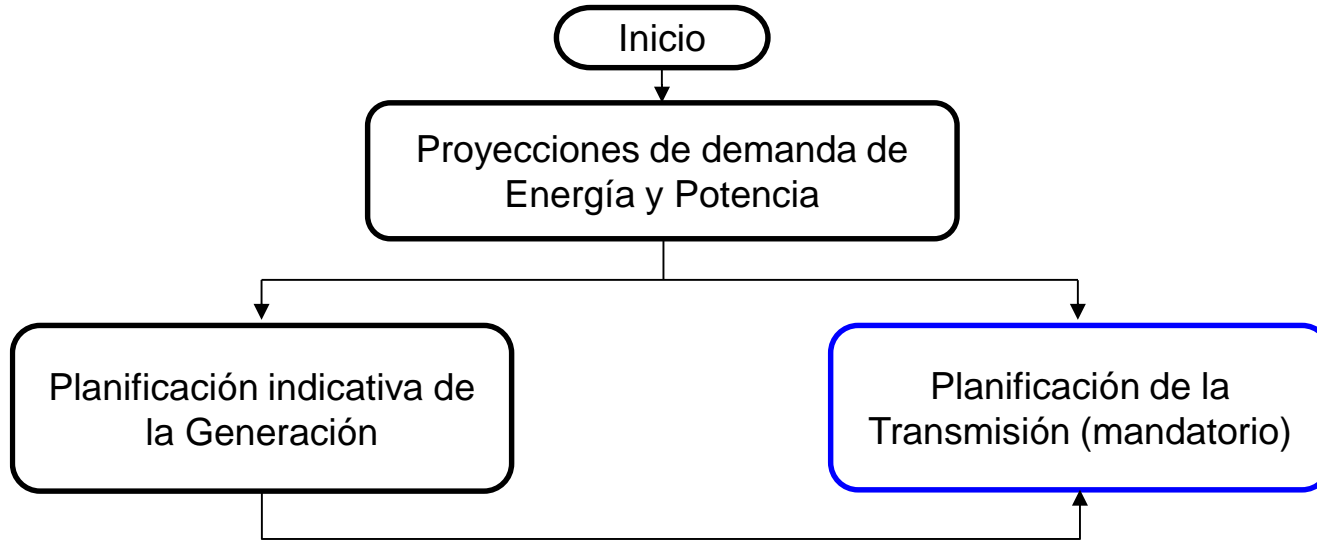 Inicio
Proyecciones de demanda de
Energía y Potencia
Planificación indicativa de
la Generación
Planificación de la
Transmisión (mandatorio)